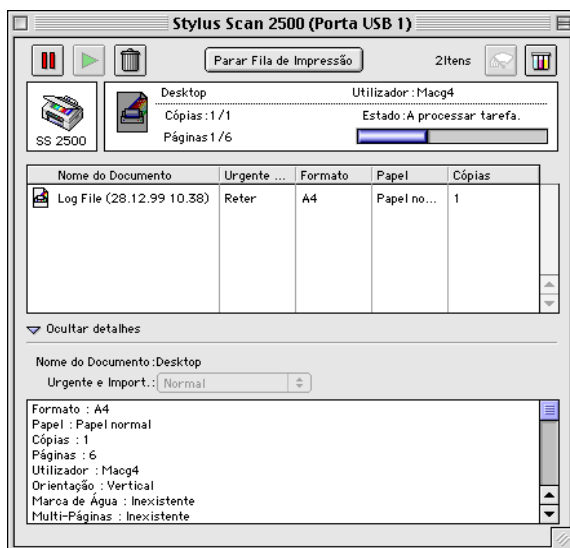 Stylus Scan 2500 (Porta USB 1)
Parar Fila de Impressão
2Itens
SS 2500
Desktop
Utilizador :Macg4
Cópias :1/1
Estado :A processar tarefa.
Páginas 1/6
Nome do Documento Urgente ... Formato Papel Cópias
Log File (28.12.99 10.38) Reter A4 Papel no... 1
Ocultar detalhes
Nome do Documento :Desktop
Urgente e Import.: Normal
Formato : A4
Papel : Papel normal
Cópias : 1
Páginas : 6
Utilizador : Macg4
Orientação : Vertical
Marca de Água : Inexistente
Multi-Páginas : Inexistente